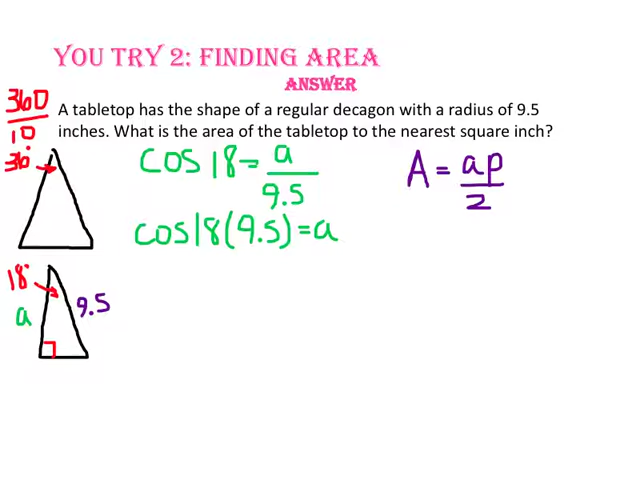 YOU TRY 2: FINDING AREA
ANSWER
A tabletop has the shape of a regular decagon with a radius of 9.5
inches. What is the area of the tabletop to the nearest square inch?
360
10
36°
cos 18 = a
9.5
cos 18 (9.5) = a
A = ap
2
18°
a
9.5